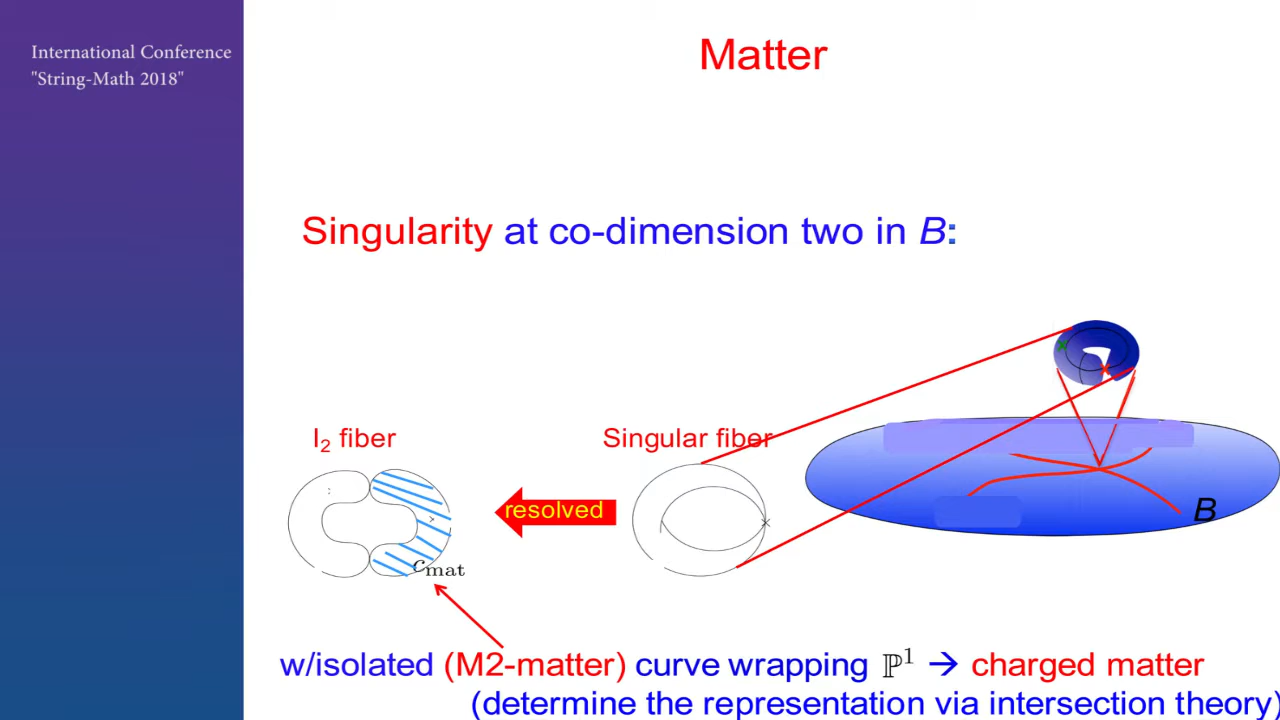 International Conference
"String-Math 2018"
Matter
Singularity at co-dimension two in B:
I₂ fiber
Singular fiber
resolved
B
cmat
w/isolated (M2-matter) curve wrapping ℙ¹ → charged matter
(determine the representation via intersection theory)